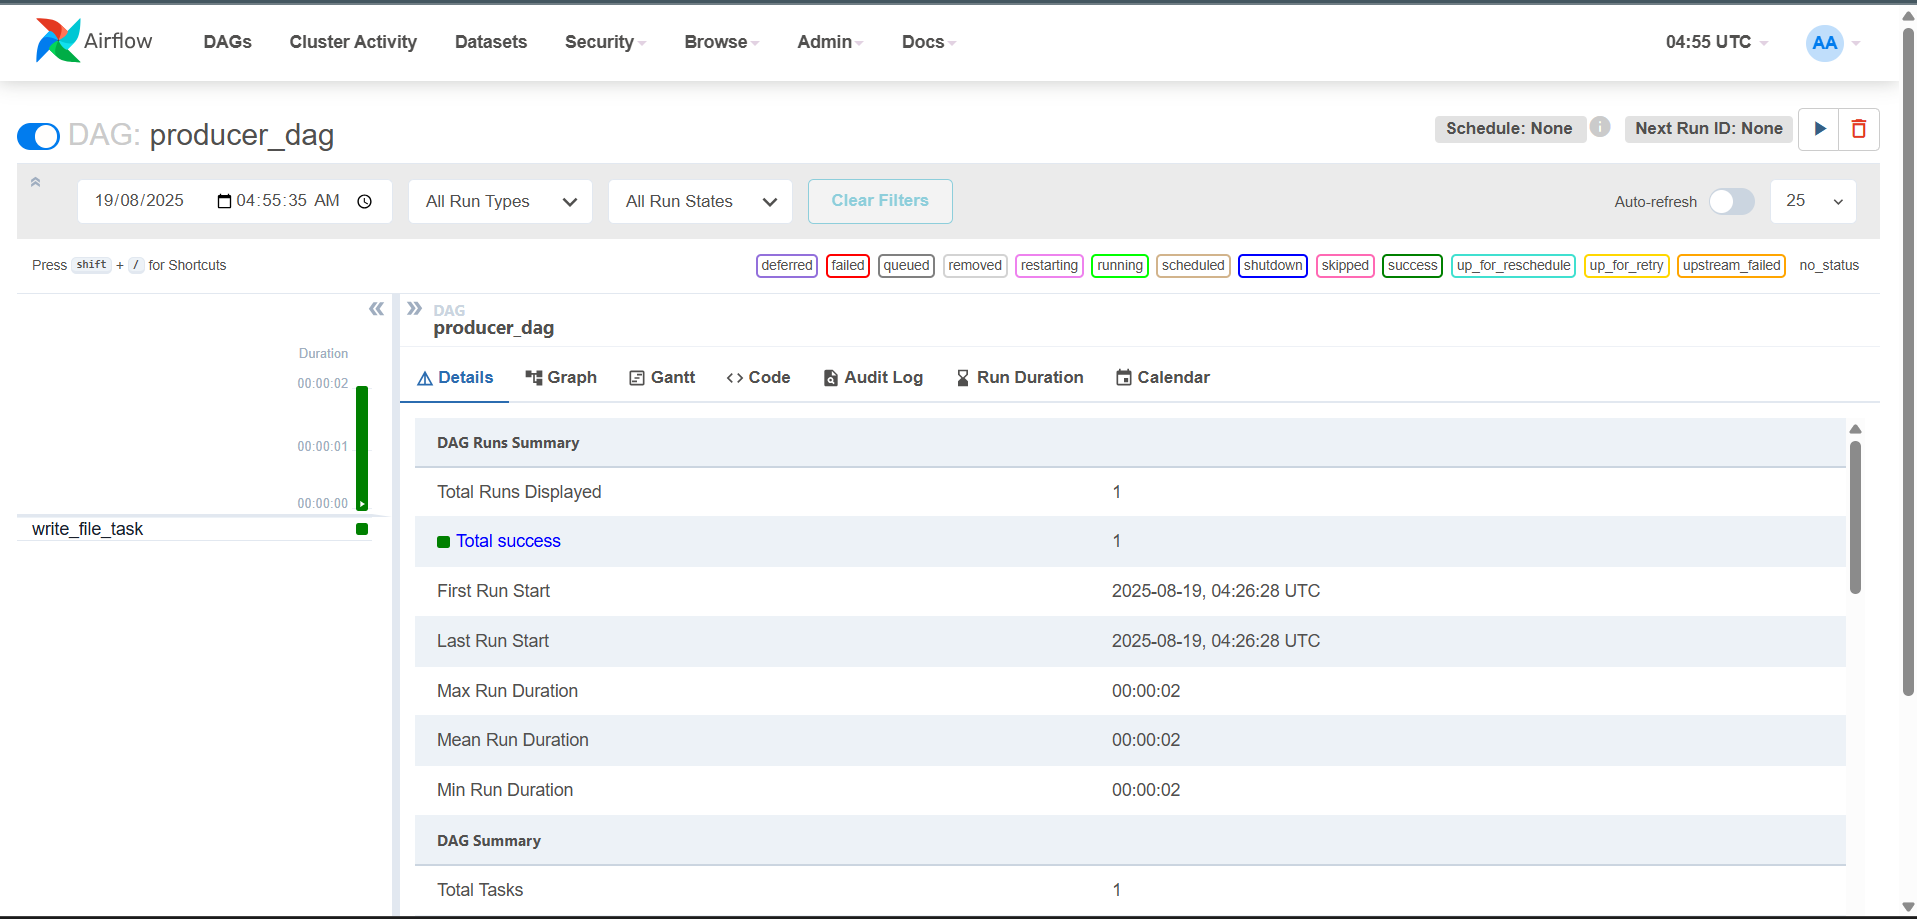 Airflow DAGs Cluster Activity Datasets Security Browse Admin Docs 04:55 UTC AA
DAG: producer_dag Schedule: None i Next Run ID: None
19/08/2025 04:55:35 AM All Run Types All Run States Clear Filters Auto-refresh 25
Press shift + / for Shortcuts deferred failed queued removed restarting running scheduled shutdown skipped success up_for_reschedule up_for_retry upstream_failed no_status
DAG
producer_dag
Duration
00:00:02
00:00:01
00:00:00
write_file_task
Details Graph Gantt Code Audit Log Run Duration Calendar
DAG Runs Summary
Total Runs Displayed 1
Total success 1
First Run Start 2025-08-19, 04:26:28 UTC
Last Run Start 2025-08-19, 04:26:28 UTC
Max Run Duration 00:00:02
Mean Run Duration 00:00:02
Min Run Duration 00:00:02
DAG Summary
Total Tasks 1